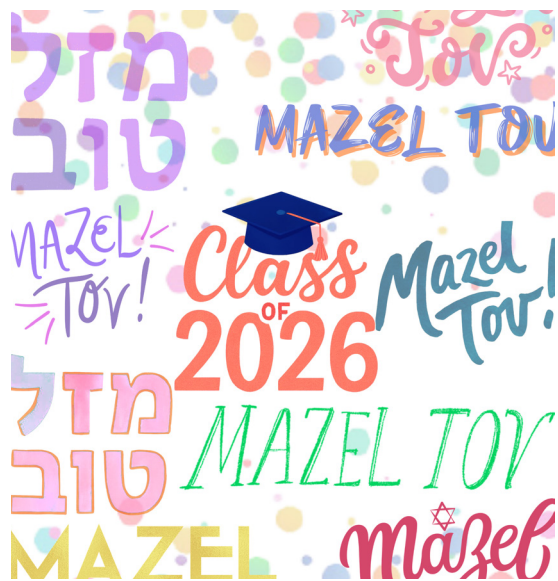 מזל
טוב
Tov
MAZEL TOV
MAZEL
TOV!
Class
OF
2026
Mazel
Tov!
מזל
טוב
MAZEL TOV
MAZEL
Mazel